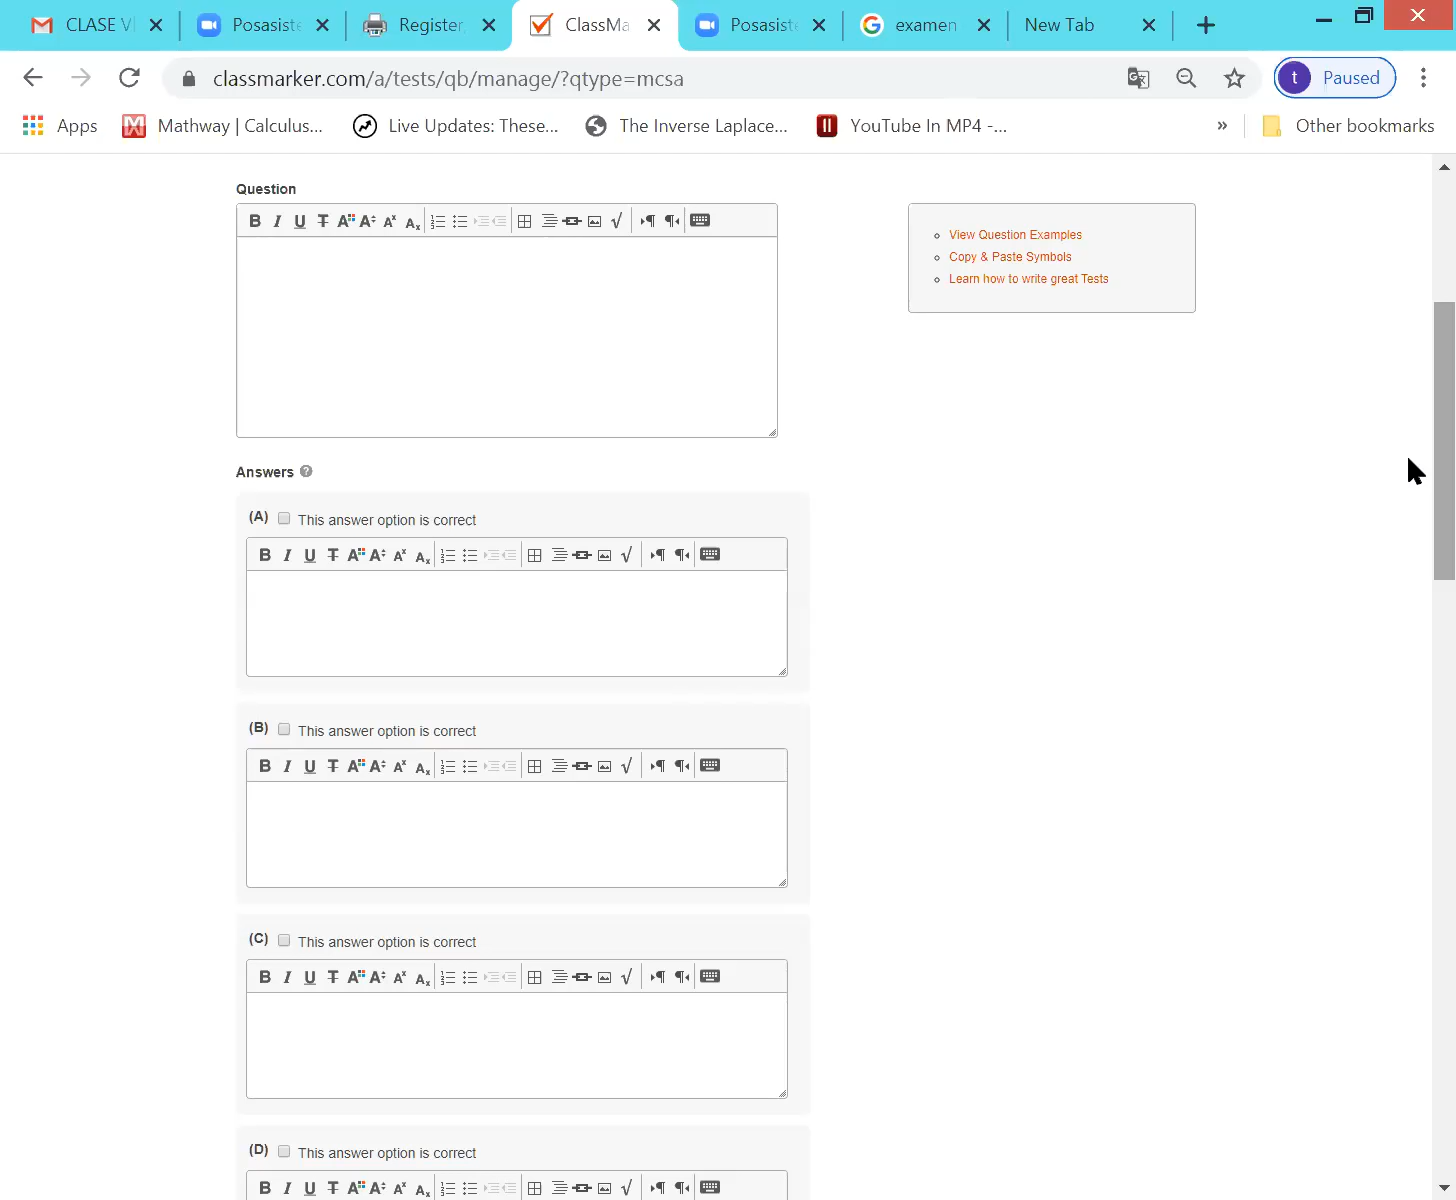 CLASE VI
Posasiste
Register,
ClassMa
Posasiste
examen
New Tab
classmarker.com/a/tests/qb/manage/?qtype=mcsa
t
Paused
Apps
Mathway | Calculus...
Live Updates: These...
The Inverse Laplace...
YouTube In MP4 -...
»
Other bookmarks
Question
View Question Examples
Copy & Paste Symbols
Learn how to write great Tests
Answers
(A) This answer option is correct
(B) This answer option is correct
(C) This answer option is correct
(D) This answer option is correct